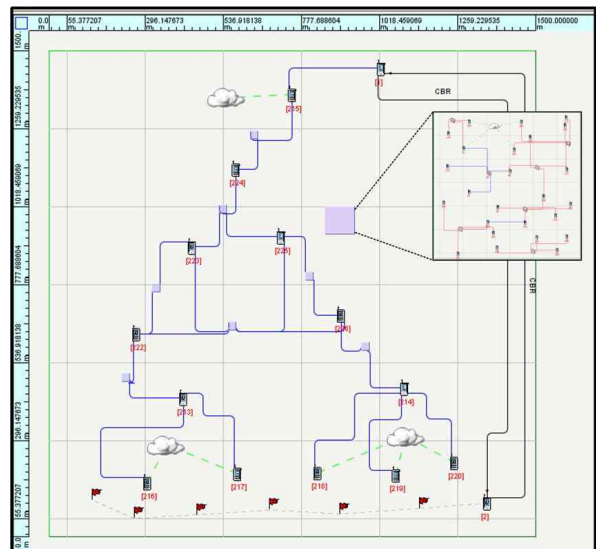 0.0 55.377207 296.147673 536.918138 777.688604 1018.459069 1259.229535 1500.000000
m m m m m m m m
1500.
m
1259.229535
m
1018.459069
m
777.688604
m
536.918138
m
296.147673
m
55.377207
m
0.0
m
[1]
CBR
[215]
[224]
[223]
[225]
[222]
[226]
CBR
[213]
[214]
[216]
[217]
[218]
[219]
[220]
[2]